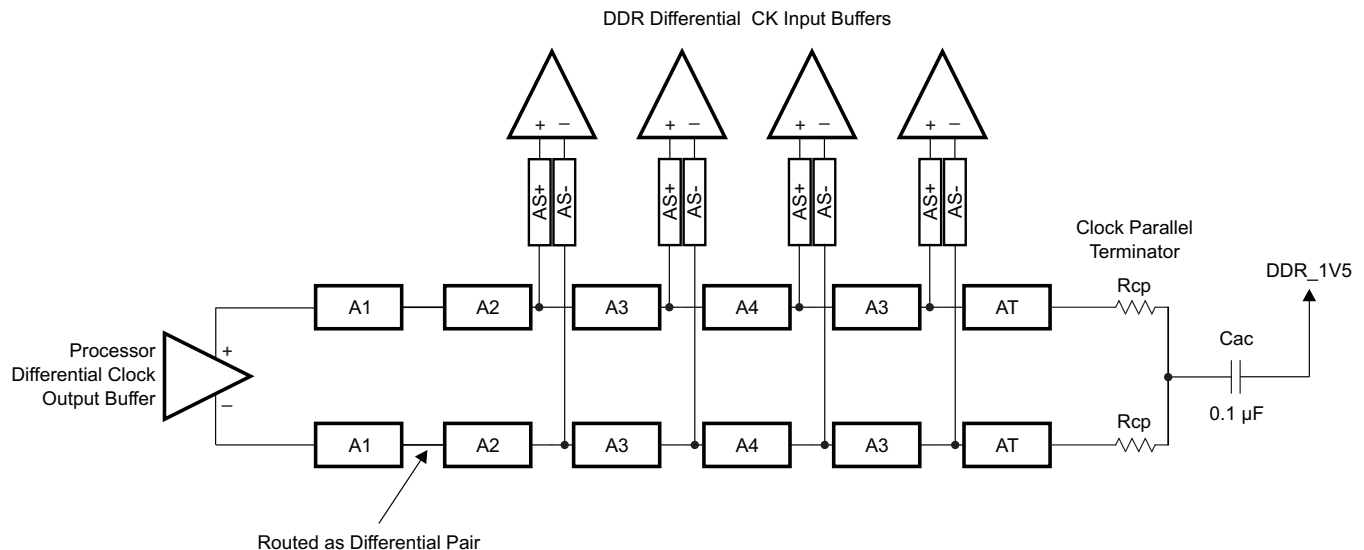 DDR Differential CK Input Buffers
+ − + − + − + −
AS+ AS- AS+ AS- AS+ AS- AS+ AS-
Clock Parallel
Terminator
DDR_1V5
A1 A2 A3 A4 A3 AT
Rcp
Processor
Differential Clock
Output Buffer
+
−
Cac
0.1 µF
Rcp
A1 A2 A3 A4 A3 AT
Routed as Differential Pair